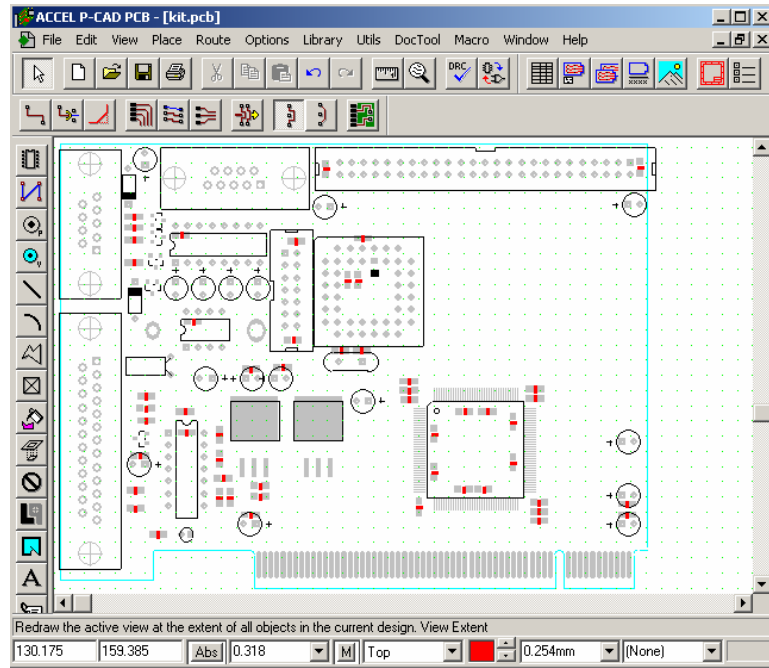 ACCEL P-CAD PCB - [kit.pcb]
File Edit View Place Route Options Library Utils DocTool Macro Window Help
DRC
A
Redraw the active view at the extent of all objects in the current design. View Extent
130.175 159.385 Abs 0.318 M Top 0.254mm (None)